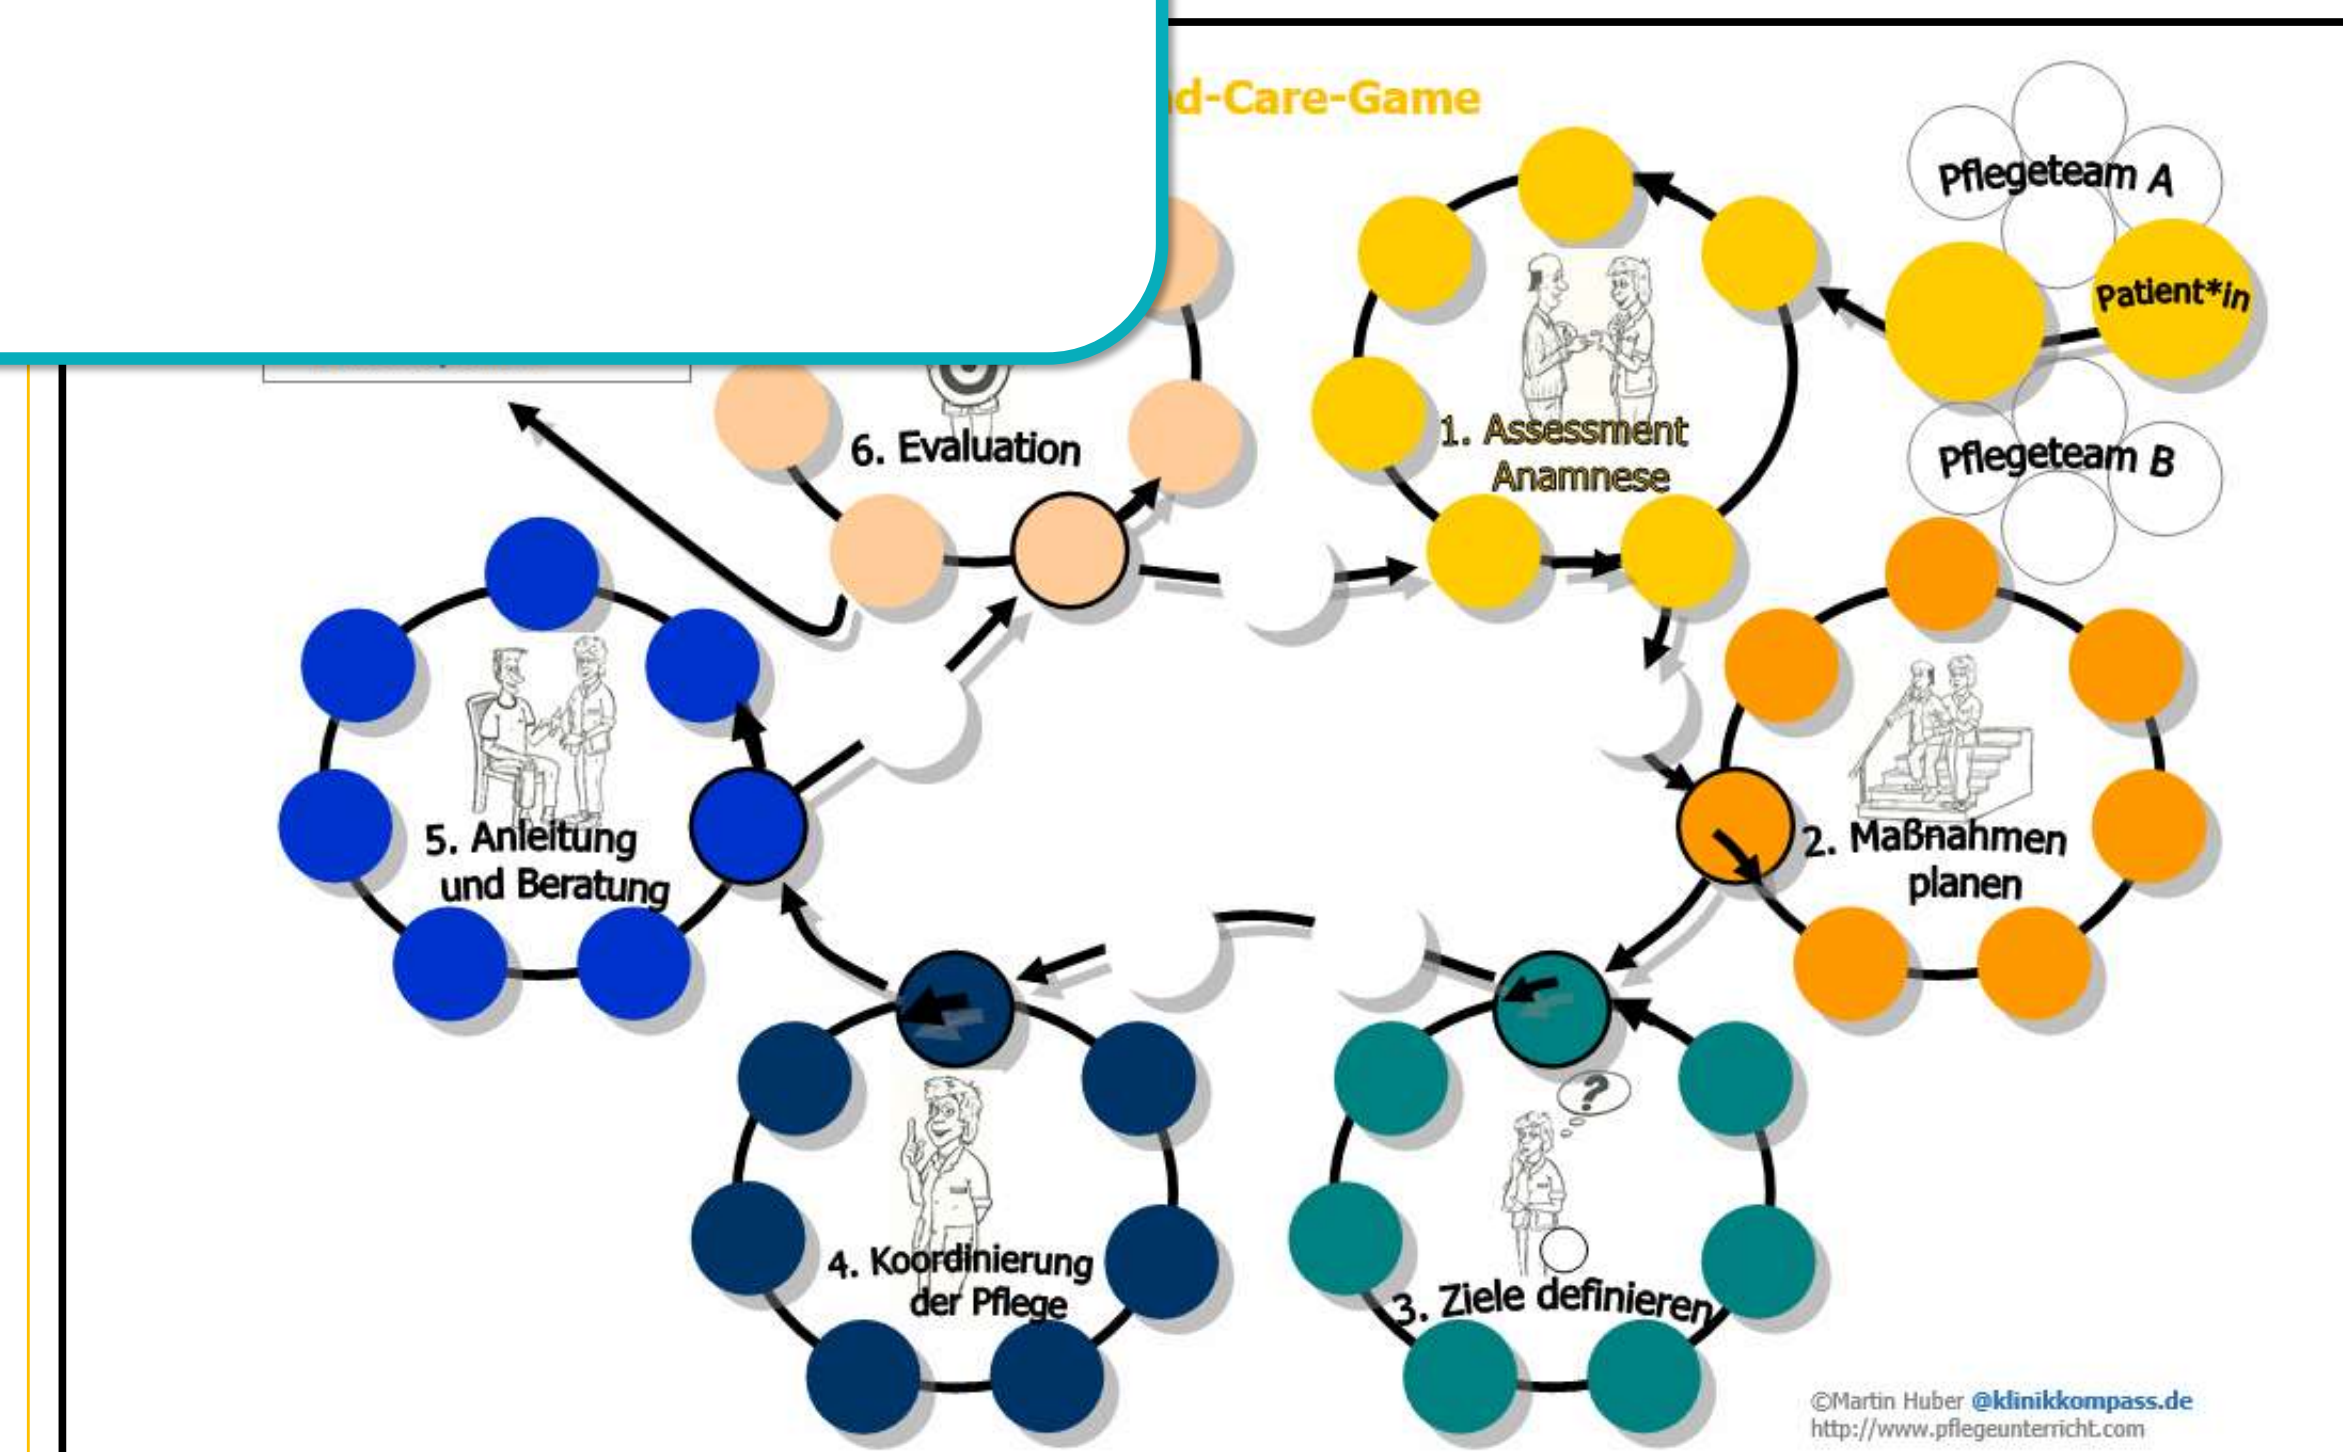 d-Care-Game
Pflegeteam A
Patient*in
Pflegeteam B
1. Assessment
Anamnese
6. Evaluation
2. Maßnahmen
planen
5. Anleitung
und Beratung
?
4. Koordinierung
der Pflege
3. Ziele definieren
©Martin Huber @klinikkompass.de
http://www.pflegeunterricht.com